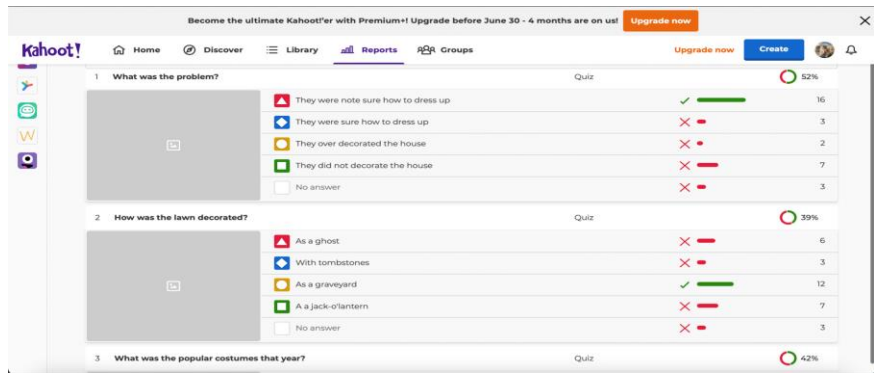 Become the ultimate Kahoot!'er with Premium+! Upgrade before June 30 - 4 months are on us! Upgrade now
Kahoot! Home Discover Library Reports Groups Upgrade now Create
1 What was the problem? Quiz 52%
They were note sure how to dress up 16
They were sure how to dress up 3
They over decorated the house 2
They did not decorate the house 7
No answer 3
2 How was the lawn decorated? Quiz 39%
As a ghost 6
With tombstones 3
As a graveyard 12
A a jack-o'lantern 7
No answer 3
3 What was the popular costumes that year? Quiz 42%